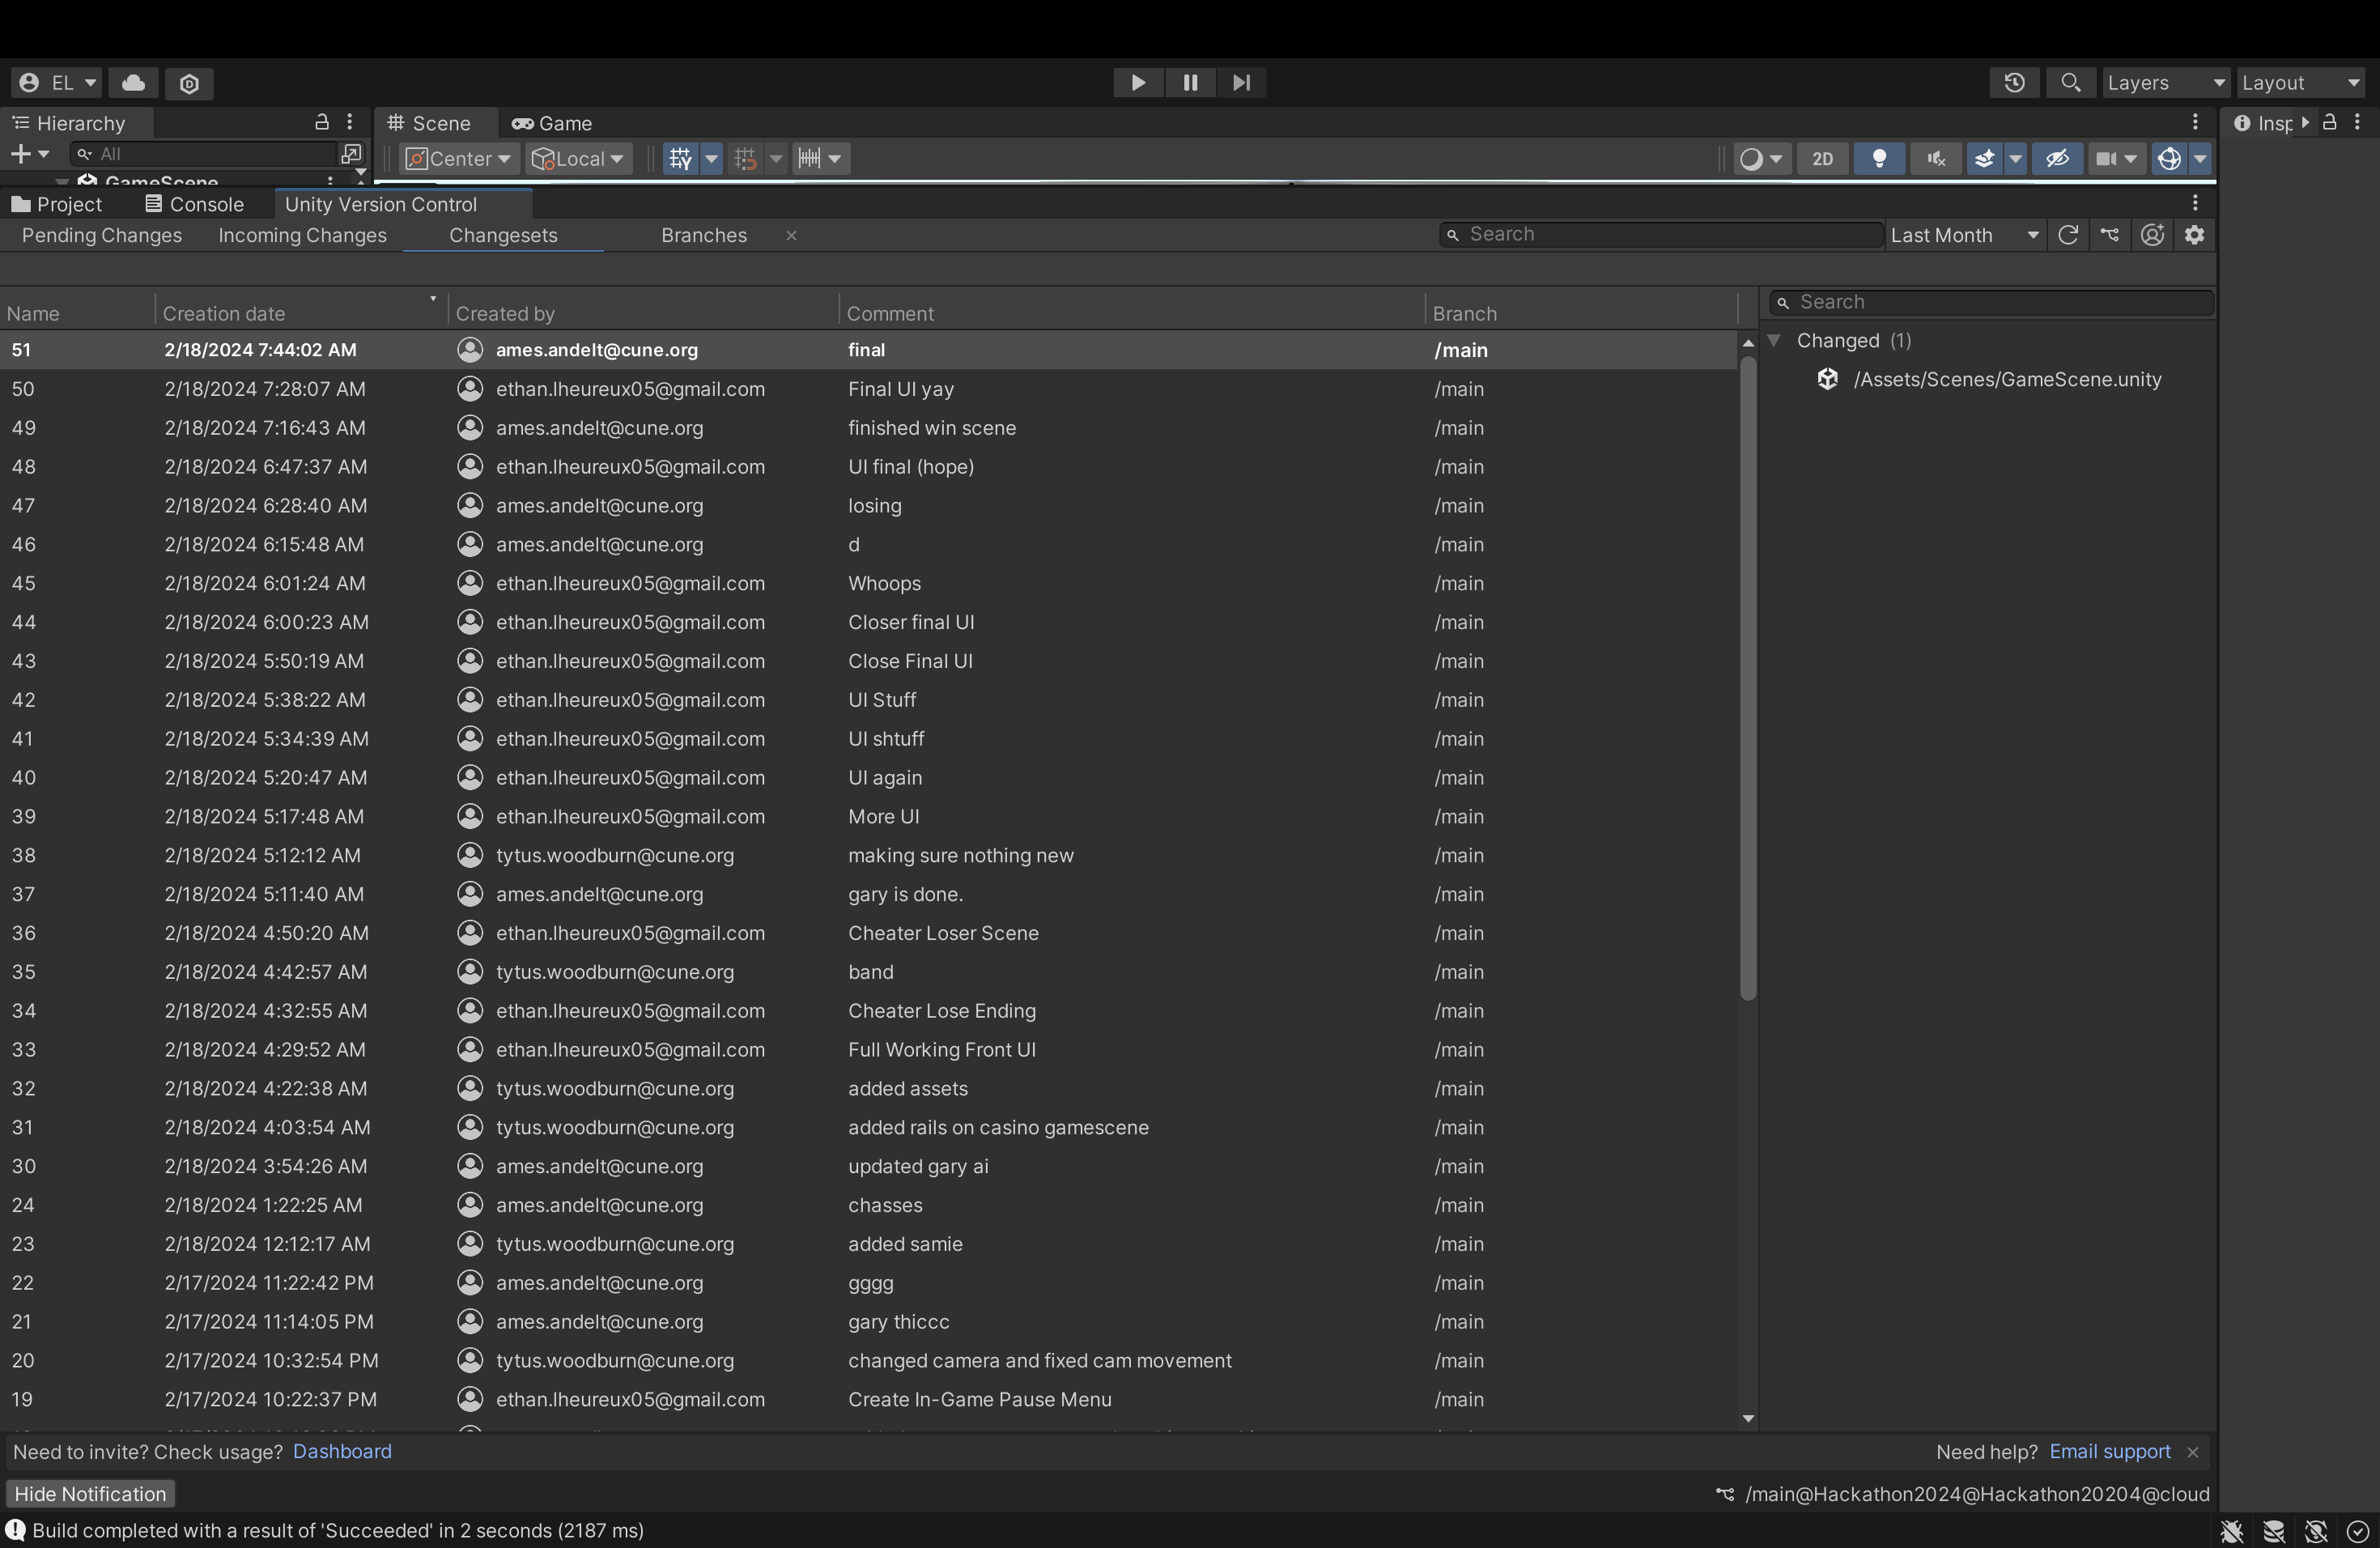 EL Layers Layout
Hierarchy Scene Game Insp
All Center Local 2D
GameScene
Project Console Unity Version Control
Pending Changes Incoming Changes Changesets Branches Search Last Month
Name Creation date Created by Comment Branch Search
51 2/18/2024 7:44:02 AM ames.andelt@cune.org final /main Changed (1)
50 2/18/2024 7:28:07 AM ethan.lheureux05@gmail.com Final UI yay /main /Assets/Scenes/GameScene.unity
49 2/18/2024 7:16:43 AM ames.andelt@cune.org finished win scene /main
48 2/18/2024 6:47:37 AM ethan.lheureux05@gmail.com UI final (hope) /main
47 2/18/2024 6:28:40 AM ames.andelt@cune.org losing /main
46 2/18/2024 6:15:48 AM ames.andelt@cune.org d /main
45 2/18/2024 6:01:24 AM ethan.lheureux05@gmail.com Whoops /main
44 2/18/2024 6:00:23 AM ethan.lheureux05@gmail.com Closer final UI /main
43 2/18/2024 5:50:19 AM ethan.lheureux05@gmail.com Close Final UI /main
42 2/18/2024 5:38:22 AM ethan.lheureux05@gmail.com UI Stuff /main
41 2/18/2024 5:34:39 AM ethan.lheureux05@gmail.com UI shtuff /main
40 2/18/2024 5:20:47 AM ethan.lheureux05@gmail.com UI again /main
39 2/18/2024 5:17:48 AM ethan.lheureux05@gmail.com More UI /main
38 2/18/2024 5:12:12 AM tytus.woodburn@cune.org making sure nothing new /main
37 2/18/2024 5:11:40 AM ames.andelt@cune.org gary is done. /main
36 2/18/2024 4:50:20 AM ethan.lheureux05@gmail.com Cheater Loser Scene /main
35 2/18/2024 4:42:57 AM tytus.woodburn@cune.org band /main
34 2/18/2024 4:32:55 AM ethan.lheureux05@gmail.com Cheater Lose Ending /main
33 2/18/2024 4:29:52 AM ethan.lheureux05@gmail.com Full Working Front UI /main
32 2/18/2024 4:22:38 AM tytus.woodburn@cune.org added assets /main
31 2/18/2024 4:03:54 AM tytus.woodburn@cune.org added rails on casino gamescene /main
30 2/18/2024 3:54:26 AM ames.andelt@cune.org updated gary ai /main
24 2/18/2024 1:22:25 AM ames.andelt@cune.org chasses /main
23 2/18/2024 12:12:17 AM tytus.woodburn@cune.org added samie /main
22 2/17/2024 11:22:42 PM ames.andelt@cune.org gggg /main
21 2/17/2024 11:14:05 PM ames.andelt@cune.org gary thiccc /main
20 2/17/2024 10:32:54 PM tytus.woodburn@cune.org changed camera and fixed cam movement /main
19 2/17/2024 10:22:37 PM ethan.lheureux05@gmail.com Create In-Game Pause Menu /main
Need to invite? Check usage? Dashboard Need help? Email support
Hide Notification /main@Hackathon2024@Hackathon20204@cloud
Build completed with a result of 'Succeeded' in 2 seconds (2187 ms)